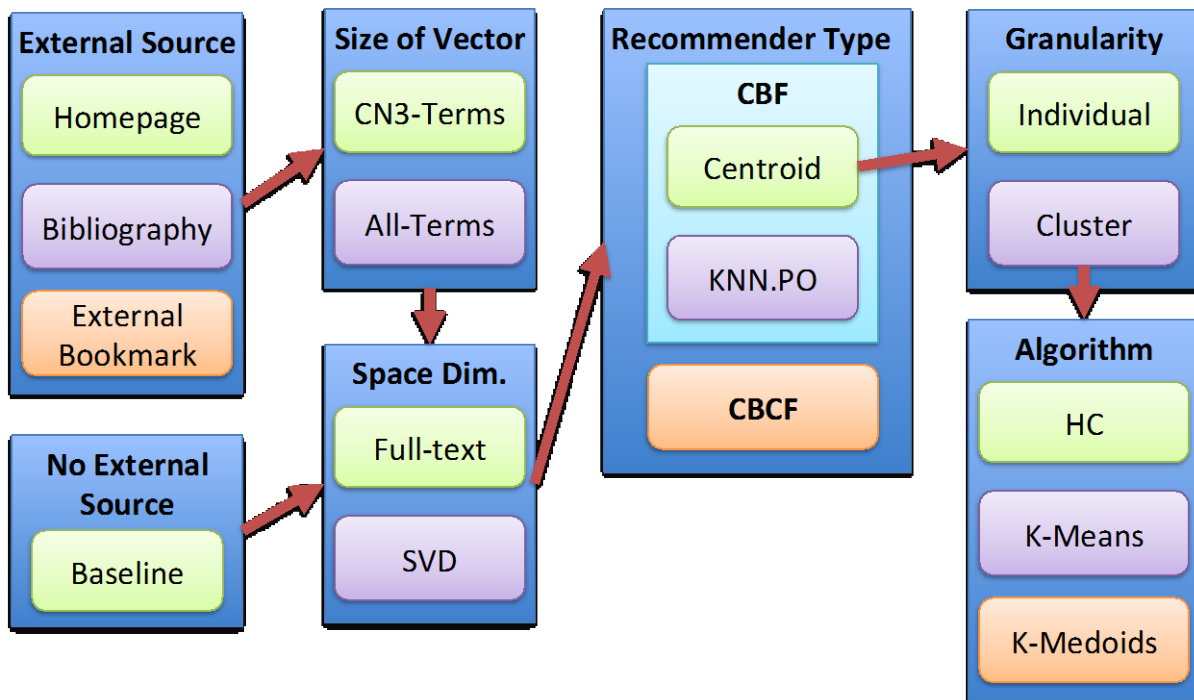 External Source
Homepage
Bibliography
External
Bookmark
No External
Source
Baseline
Size of Vector
CN3-Terms
All-Terms
Space Dim.
Full-text
SVD
Recommender Type
CBF
Centroid
KNN.PO
CBCF
Granularity
Individual
Cluster
Algorithm
HC
K-Means
K-Medoids